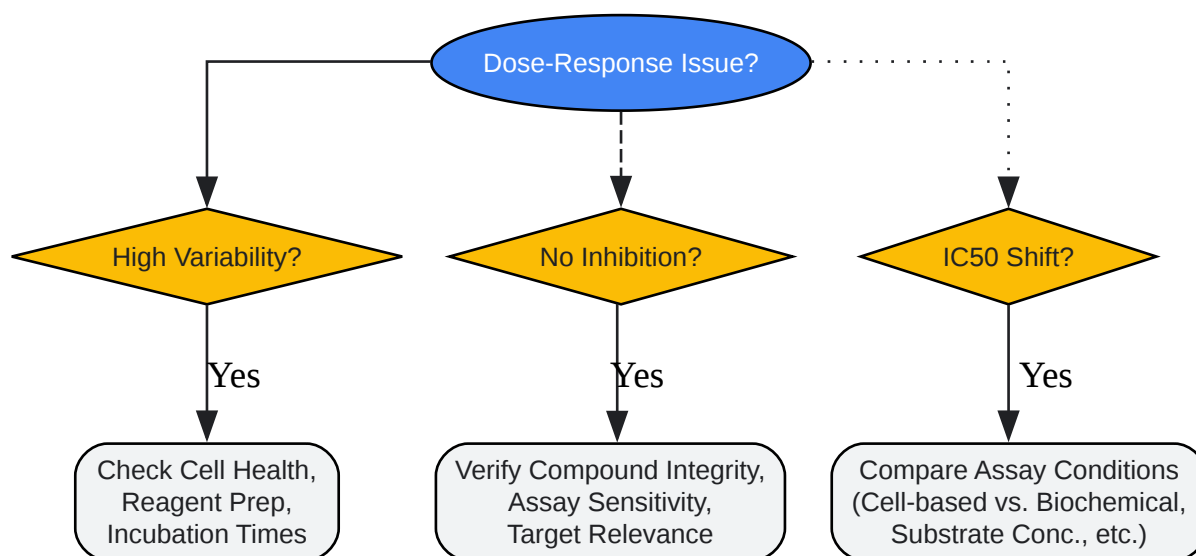 Dose-Response Issue?
High Variability?
No Inhibition?
IC50 Shift?
Yes
Yes
Yes
Check Cell Health,
Reagent Prep,
Incubation Times
Verify Compound Integrity,
Assay Sensitivity,
Target Relevance
Compare Assay Conditions
(Cell-based vs. Biochemical,
Substrate Conc., etc.)